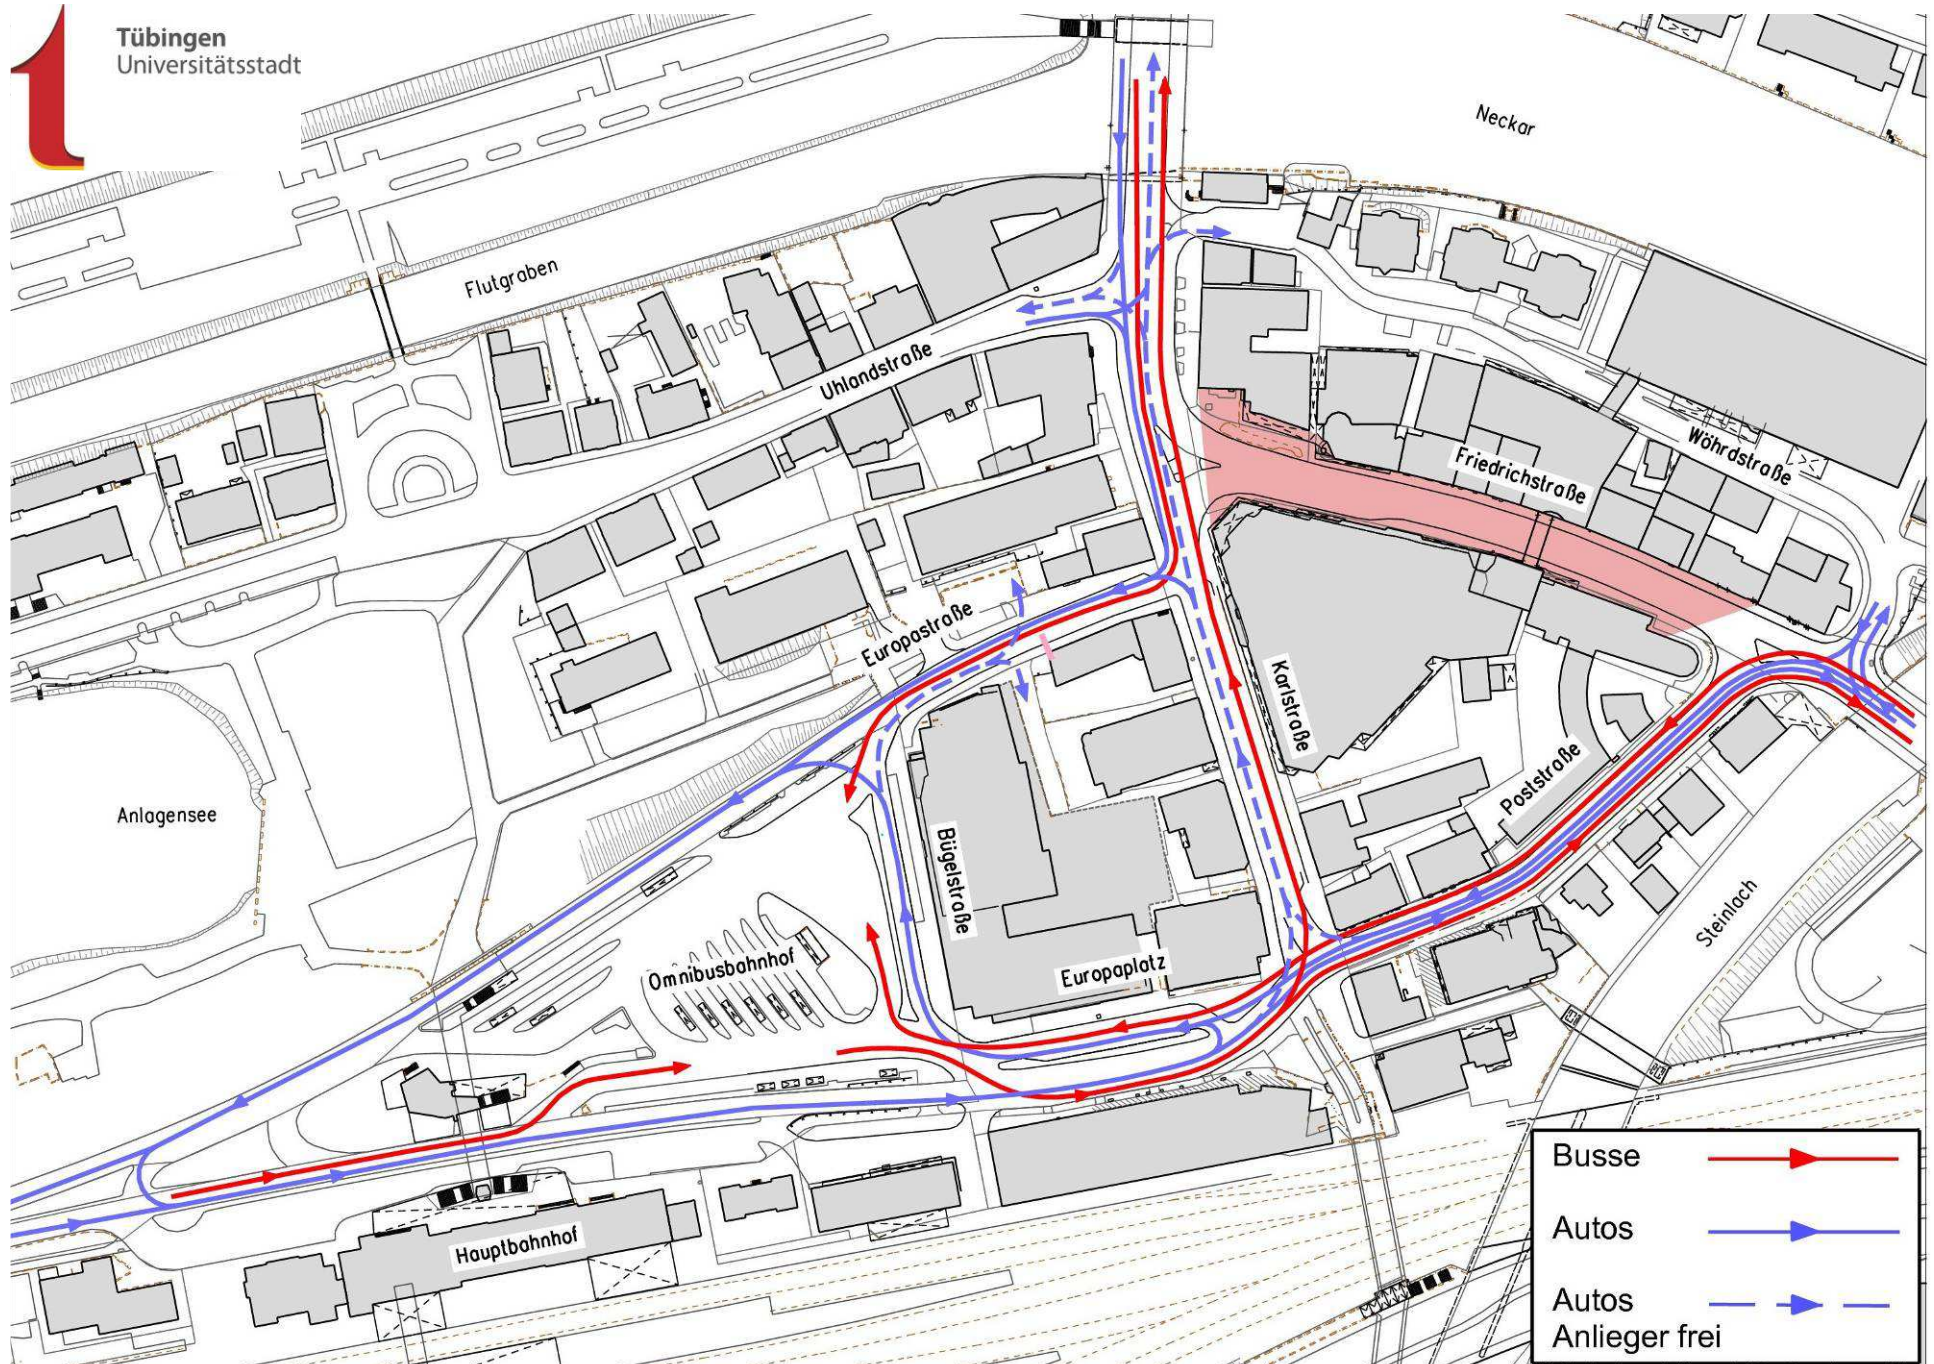 Tübingen
Universitätsstadt
Neckar
Flutgraben
Uhlandstraße
Wöhrdstraße
Friedrichstraße
Europastraße
Karlstraße
Anlagensee
Poststraße
Bügelstraße
Steinlach
Omnibusbahnhof
Europaplatz
Hauptbahnhof
Busse
Autos
Autos
Anlieger frei